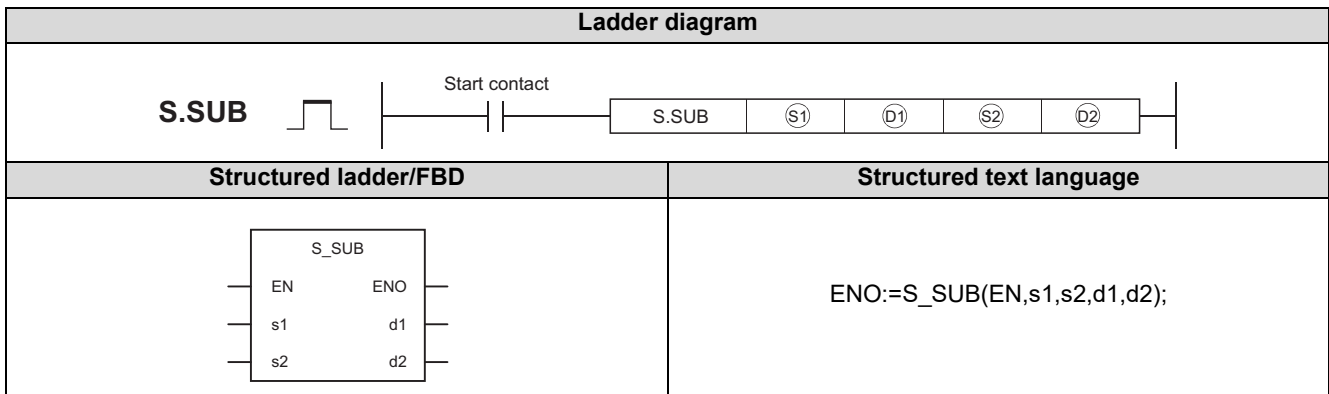 Ladder diagram
Start contact
S.SUB
S.SUB S1 D1 S2 D2
Structured ladder/FBD Structured text language
S_SUB
EN ENO
s1 d1
s2 d2
ENO:=S_SUB(EN,s1,s2,d1,d2);